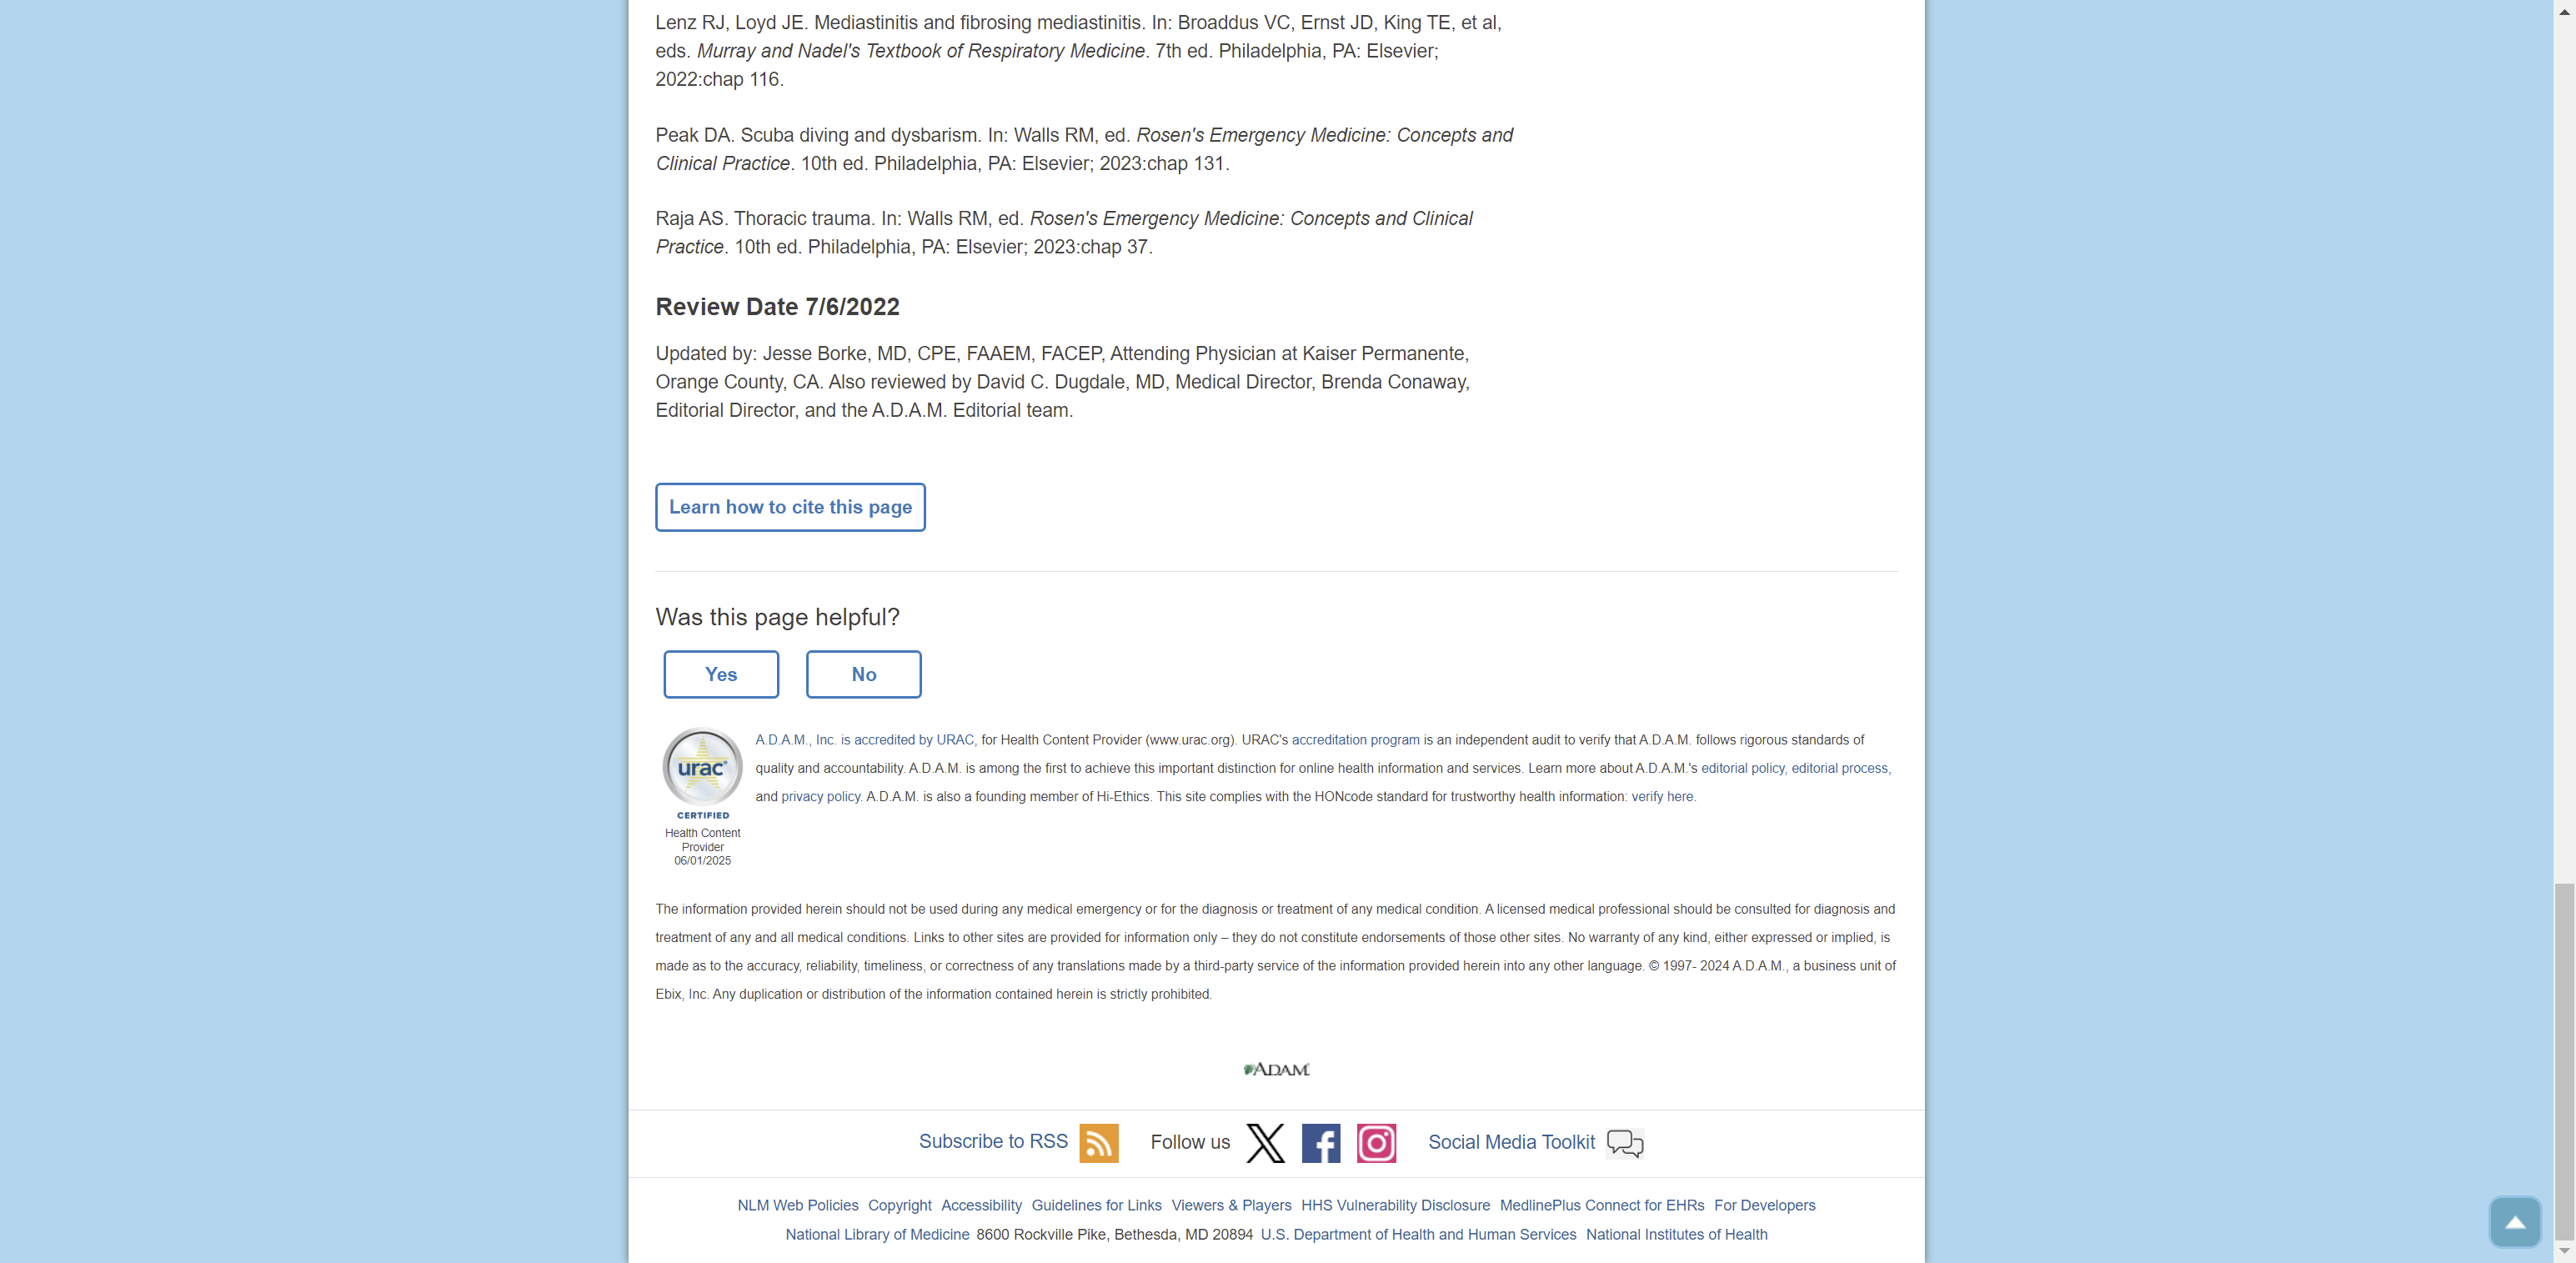 Lenz RJ, Loyd JE. Mediastinitis and fibrosing mediastinitis. In: Broaddus VC, Ernst JD, King TE, et al,
eds. Murray and Nadel's Textbook of Respiratory Medicine. 7th ed. Philadelphia, PA: Elsevier;
2022:chap 116.
Peak DA. Scuba diving and dysbarism. In: Walls RM, ed. Rosen's Emergency Medicine: Concepts and
Clinical Practice. 10th ed. Philadelphia, PA: Elsevier; 2023:chap 131.
Raja AS. Thoracic trauma. In: Walls RM, ed. Rosen's Emergency Medicine: Concepts and Clinical
Practice. 10th ed. Philadelphia, PA: Elsevier; 2023:chap 37.
Review Date 7/6/2022
Updated by: Jesse Borke, MD, CPE, FAAEM, FACEP, Attending Physician at Kaiser Permanente,
Orange County, CA. Also reviewed by David C. Dugdale, MD, Medical Director, Brenda Conaway,
Editorial Director, and the A.D.A.M. Editorial team.
Learn how to cite this page
Was this page helpful?
Yes No
urac
CERTIFIED
Health Content
Provider
06/01/2025
A.D.A.M., Inc. is accredited by URAC, for Health Content Provider (www.urac.org). URAC's accreditation program is an independent audit to verify that A.D.A.M. follows rigorous standards of
quality and accountability. A.D.A.M. is among the first to achieve this important distinction for online health information and services. Learn more about A.D.A.M.'s editorial policy, editorial process,
and privacy policy. A.D.A.M. is also a founding member of Hi-Ethics. This site complies with the HONcode standard for trustworthy health information: verify here.
The information provided herein should not be used during any medical emergency or for the diagnosis or treatment of any medical condition. A licensed medical professional should be consulted for diagnosis and
treatment of any and all medical conditions. Links to other sites are provided for information only – they do not constitute endorsements of those other sites. No warranty of any kind, either expressed or implied, is
made as to the accuracy, reliability, timeliness, or correctness of any translations made by a third-party service of the information provided herein into any other language. © 1997- 2024 A.D.A.M., a business unit of
Ebix, Inc. Any duplication or distribution of the information contained herein is strictly prohibited.
ADAM
Subscribe to RSS Follow us Social Media Toolkit
NLM Web Policies Copyright Accessibility Guidelines for Links Viewers & Players HHS Vulnerability Disclosure MedlinePlus Connect for EHRs For Developers
National Library of Medicine 8600 Rockville Pike, Bethesda, MD 20894 U.S. Department of Health and Human Services National Institutes of Health